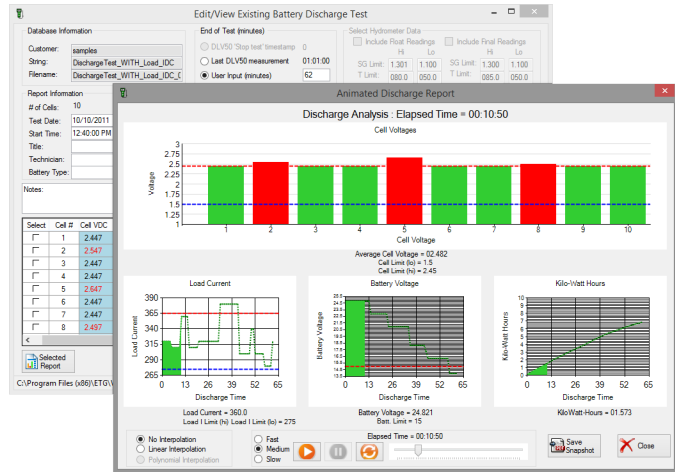 Edit/View Existing Battery Discharge Test
Database Information
Customer: samples
String: DischargeTest_WITH_Load_IDC
Filename: DischargeTest_WITH_Load_IDC_(
End of Test (minutes)
DLV50 'Stop test' timestamp 0
Last DLV50 measurement 01:01:00
User Input (minutes) 62
Select Hydrometer Data
Include Float Readings Include Final Readings
Hi Lo Hi Lo
SG Limit: 1.301 1.100 SG Limit: 1.300 1.100
T Limit: 080.0 050.0 T Limit: 085.0 050.0
Report Information
# of Cells: 10
Test Date: 10/10/2011
Start Time: 12:40:00 PM
Title:
Technician:
Battery Type:
Notes:
Select Cell # Cell VDC
1 2.447
2 2.547
3 2.447
4 2.447
5 2.647
6 2.447
7 2.447
8 2.497
Selected
Report
C:\Program Files (x86)\ETG\
Animated Discharge Report
Discharge Analysis : Elapsed Time = 00:10:50
Cell Voltages
Voltage
3
2.75
2.5
2.25
2
1.75
1.5
1.25
1
1 2 3 4 5 6 7 8 9 10
Cell Voltage
Average Cell Voltage = 02.482
Cell Limit (lo) = 1.5
Cell Limit (hi) = 2.45
Load Current
Load Current
390
365
340
315
290
265
0 13 26 39 52 65
Discharge Time
Load Current = 360.0
Load I Limit (hi) Load I Limit (lo) = 275
Battery Voltage
Battery Voltage
0 13 26 39 52 65
Discharge Time
Battery Voltage = 24.821
Batt. Limit = 15
Kilo-Watt Hours
Kilo-Watt Hours
10
9
8
7
6
5
4
3
2
1
0
0 13 26 39 52 65
Discharge Time
KiloWatt-Hours = 01.573
No Interpolation
Linear Interpolation
Polynomial Interpolation
Fast
Medium
Slow
Elapsed Time = 00:10:50
Save
Snapshot
Close